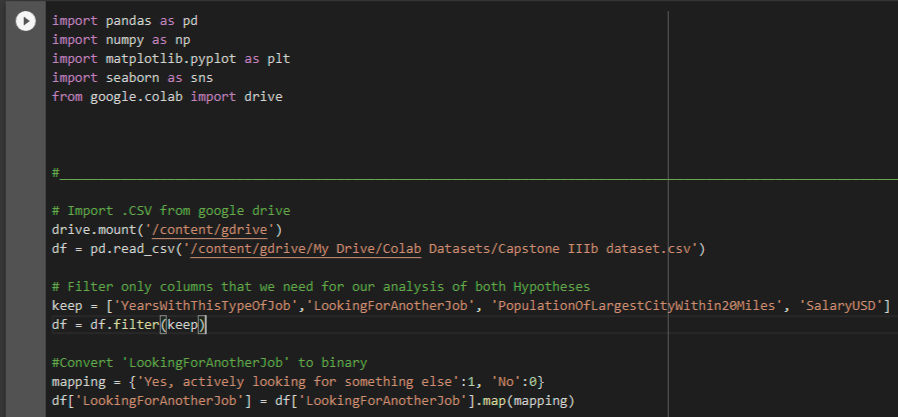 import pandas as pd
import numpy as np
import matplotlib.pyplot as plt
import seaborn as sns
from google.colab import drive
#______________________________________________________________________________________________________________
# Import .CSV from google drive
drive.mount('/content/gdrive')
df = pd.read_csv('/content/gdrive/My Drive/Colab Datasets/Capstone IIIb dataset.csv')
# Filter only columns that we need for our analysis of both Hypotheses
keep = ['YearsWithThisTypeOfJob','LookingForAnotherJob', 'PopulationOfLargestCityWithin20Miles', 'SalaryUSD']
df = df.filter(keep)
#Convert 'LookingForAnotherJob' to binary
mapping = {'Yes, actively looking for something else':1, 'No':0}
df['LookingForAnotherJob'] = df['LookingForAnotherJob'].map(mapping)